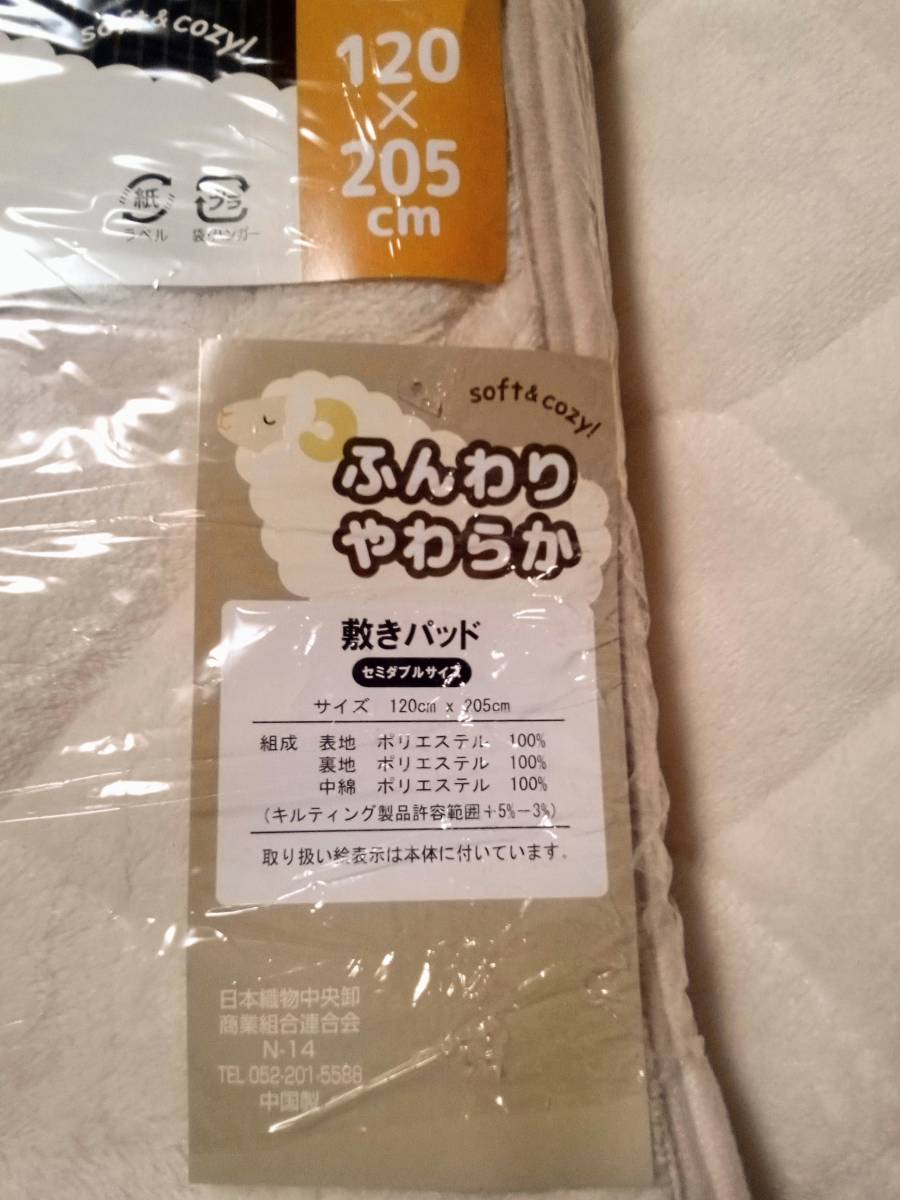 soft & cozy!
120
×
205
cm
紙
プラ
ラベル
袋・ハンガー
soft & cozy!
ふんわり
やわらか
敷きパッド
セミダブルサイズ
サイズ 120cm x 205cm
組成 表地 ポリエステル 100%
裏地 ポリエステル 100%
中綿 ポリエステル 100%
(キルティング製品許容範囲+5%-3%)
取り扱い絵表示は本体に付いています。
日本織物中央卸
商業組合連合会
N-14
TEL 052-201-5588
中国製